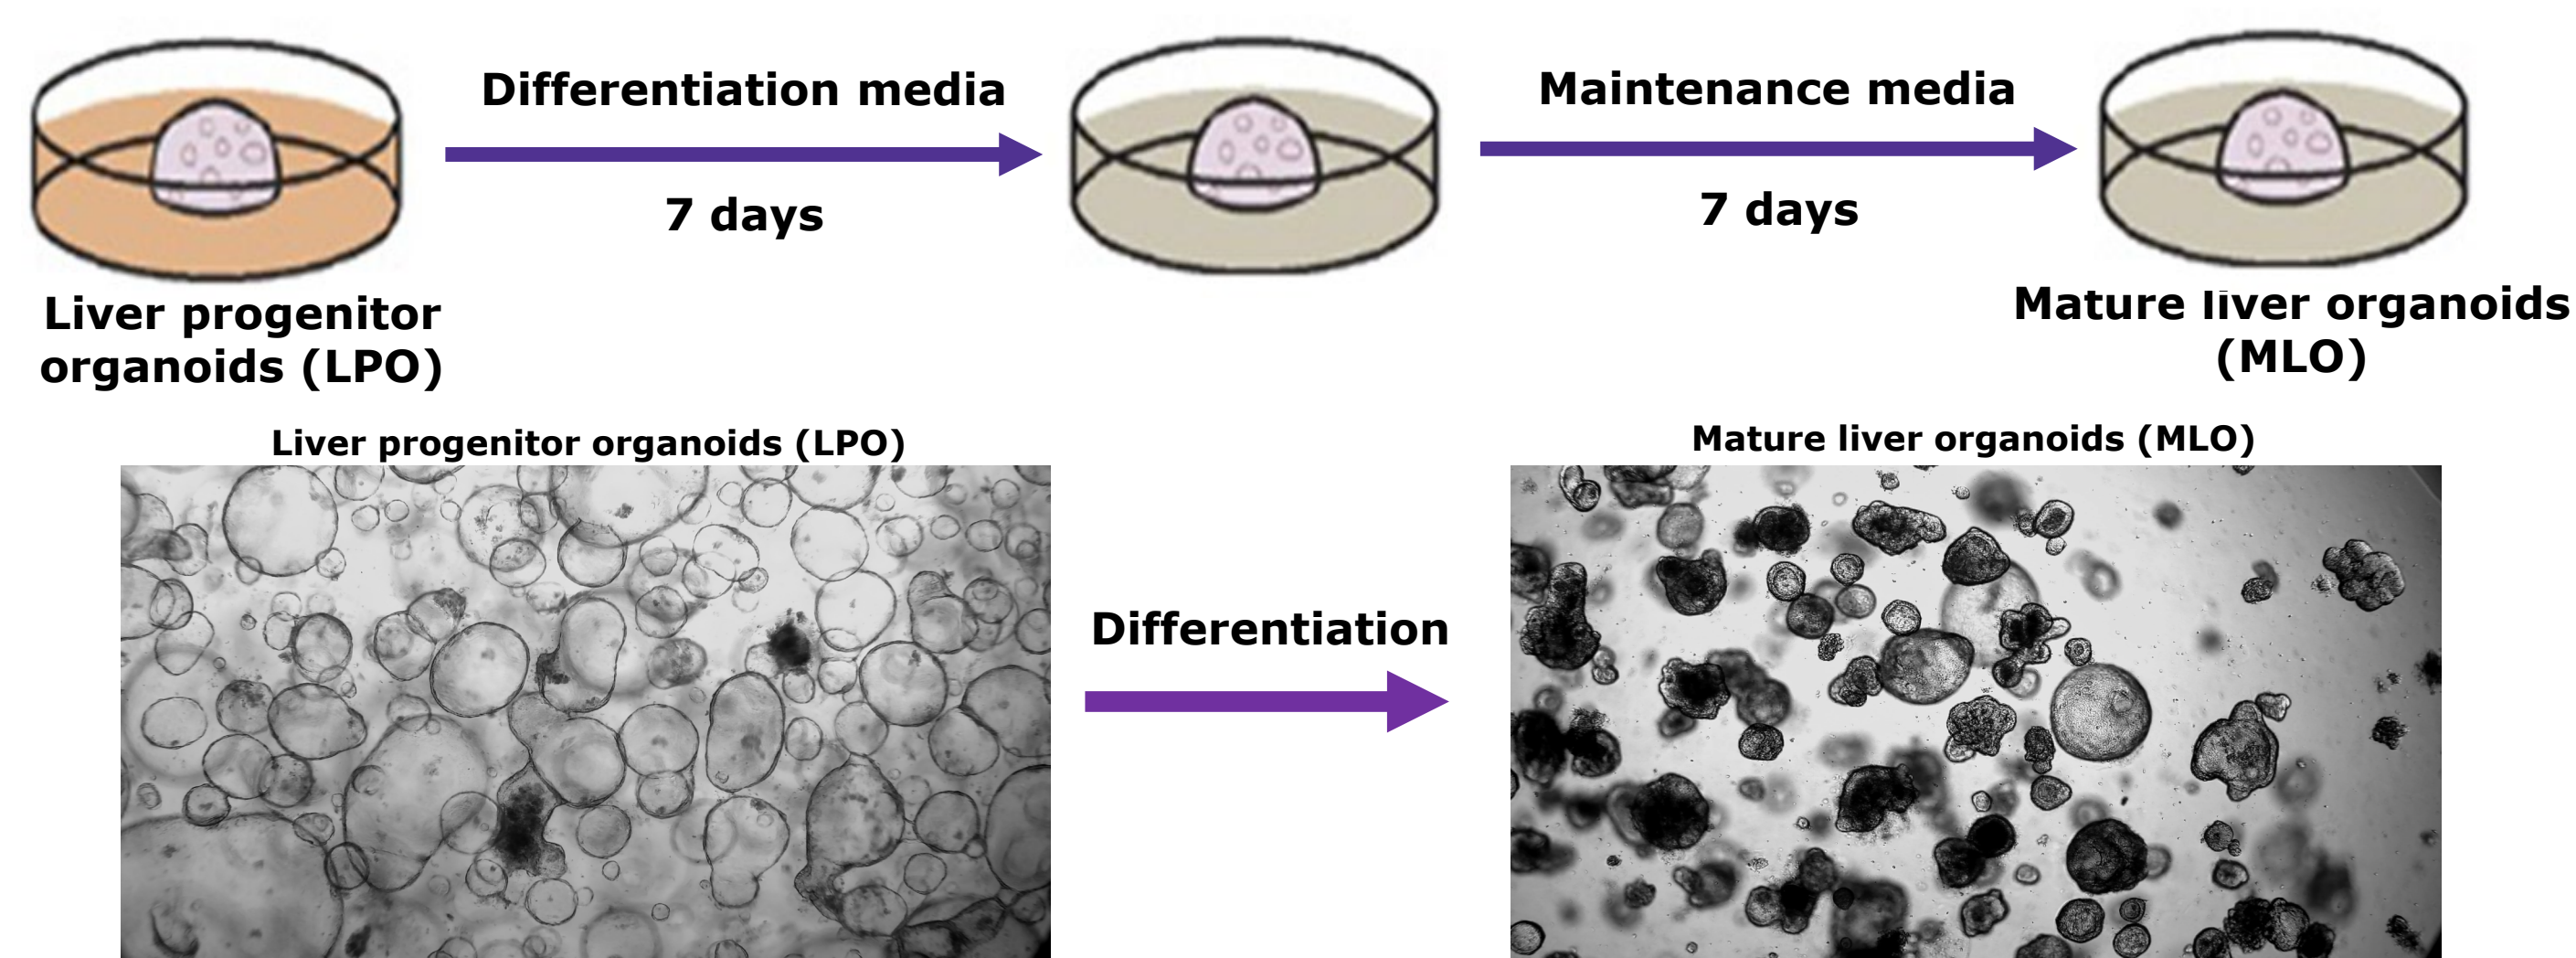 Differentiation media
7 days
Maintenance media
7 days
Liver progenitor
organoids (LPO)
Mature liver organoids
(MLO)
Liver progenitor organoids (LPO)
Differentiation
Mature liver organoids (MLO)